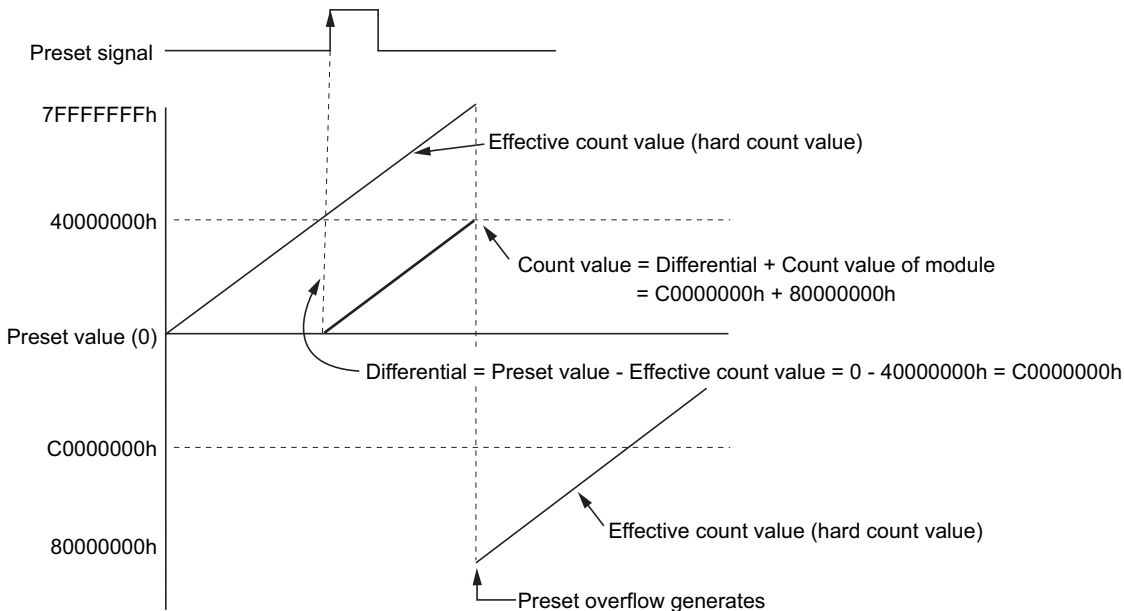 Preset signal
7FFFFFFFh
Effective count value (hard count value)
40000000h
Count value = Differential + Count value of module
= C0000000h + 80000000h
Preset value (0)
Differential = Preset value - Effective count value = 0 - 40000000h = C0000000h
C0000000h
Effective count value (hard count value)
80000000h
Preset overflow generates